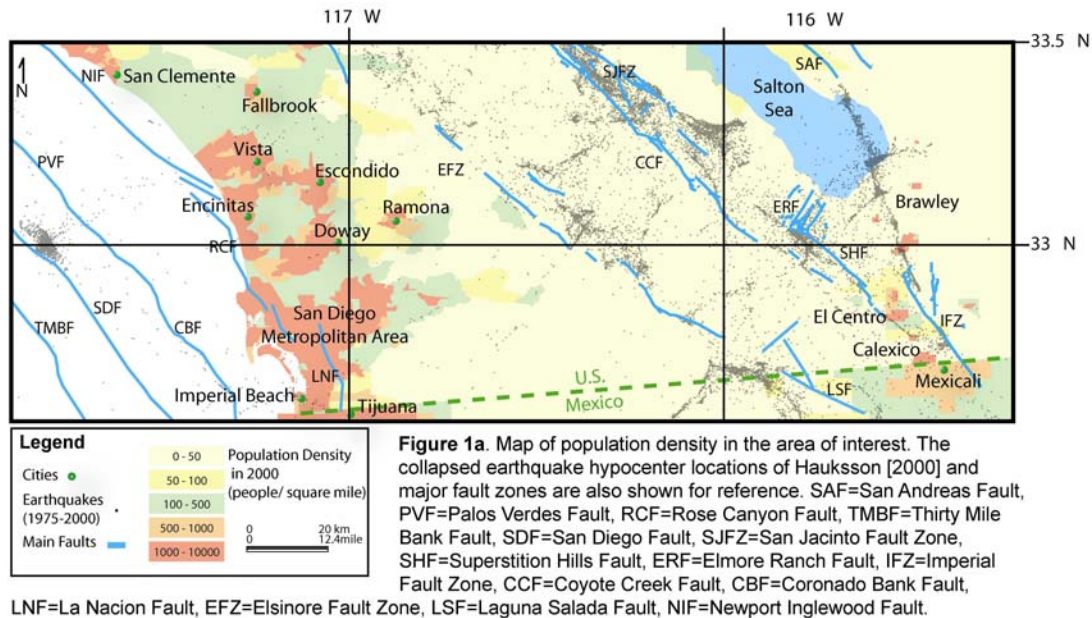 117 W
116 W
33.5 N
N
NIF
San Clemente
Fallbrook
SJFZ
SAF
Salton
Sea
PVF
Vista
EFZ
CCF
Escondido
Encinitas
Ramona
ERF
Brawley
RCF
Doway
33 N
SHF
SDF
San Diego
Metropolitan Area
TMBF
CBF
El Centro
IFZ
LNF
Calexico
Imperial Beach
U.S.
Mexico
LSF
Mexicali
Tijuana
Legend
Cities
Earthquakes
(1975-2000)
Main Faults
0 - 50
50 - 100
100 - 500
500 - 1000
1000 - 10000
Population Density
in 2000
(people/ square mile)
0 20 km
12.4mile
Figure 1a. Map of population density in the area of interest. The
collapsed earthquake hypocenter locations of Hauksson [2000] and
major fault zones are also shown for reference. SAF=San Andreas Fault,
PVF=Palos Verdes Fault, RCF=Rose Canyon Fault, TMBF=Thirty Mile
Bank Fault, SDF=San Diego Fault, SJFZ=San Jacinto Fault Zone,
SHF=Superstition Hills Fault, ERF=Elmore Ranch Fault, IFZ=Imperial
Fault Zone, CCF=Coyote Creek Fault, CBF=Coronado Bank Fault,
LNF=La Nacion Fault, EFZ=Elsinore Fault Zone, LSF=Laguna Salada Fault, NIF=Newport Inglewood Fault.